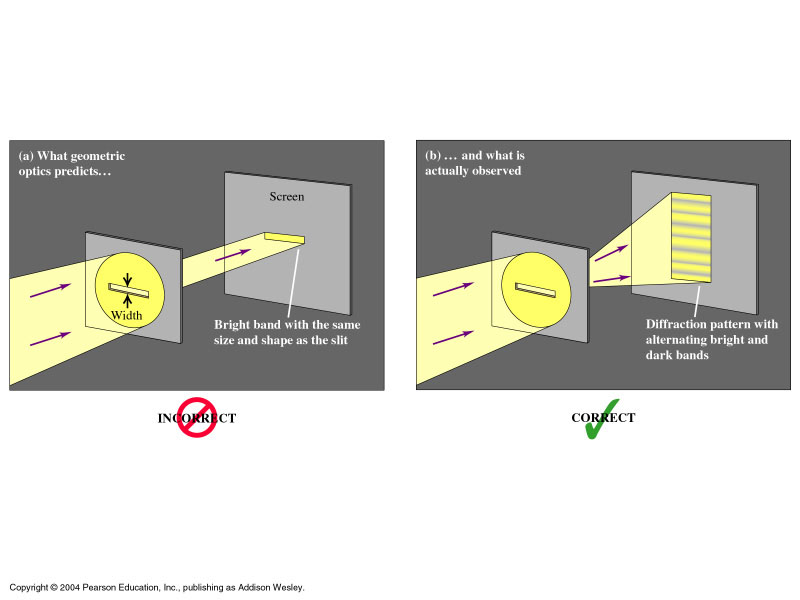 (a) What geometric
optics predicts…
Screen
Width
Bright band with the same
size and shape as the slit
INCORRECT
(b) … and what is
actually observed
Diffraction pattern with
alternating bright and
dark bands
CORRECT
Copyright © 2004 Pearson Education, Inc., publishing as Addison Wesley.